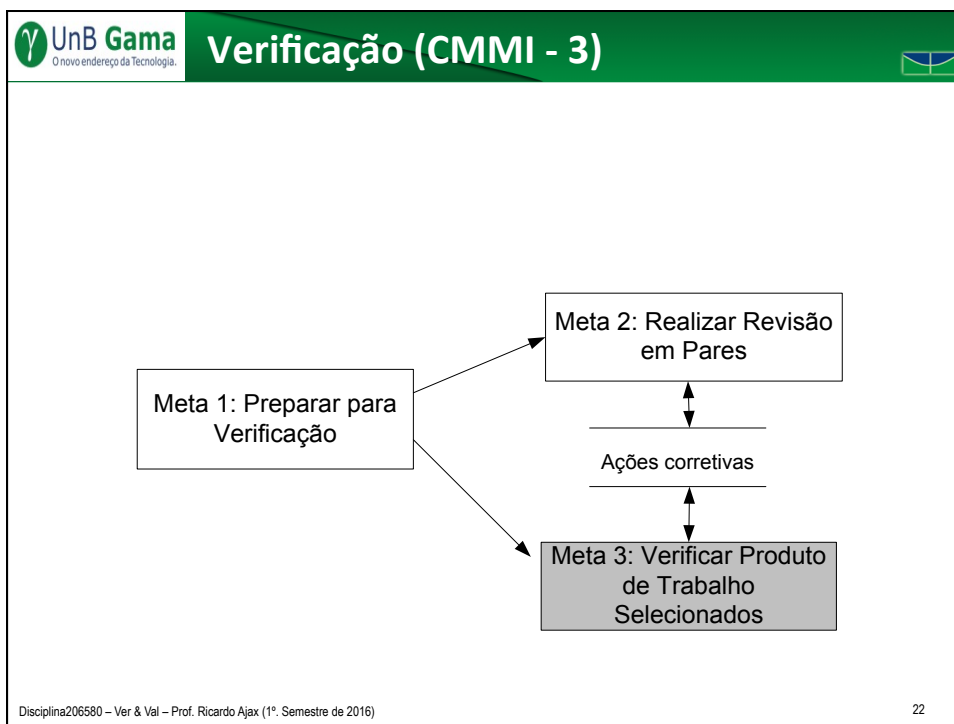 γ UnB Gama
O novo endereço da Tecnologia.
Verificação (CMMI - 3)
Meta 2: Realizar Revisão
em Pares
Meta 1: Preparar para
Verificação
Ações corretivas
Meta 3: Verificar Produto
de Trabalho
Selecionados
Disciplina206580 – Ver & Val – Prof. Ricardo Ajax (1º. Semestre de 2016)
22